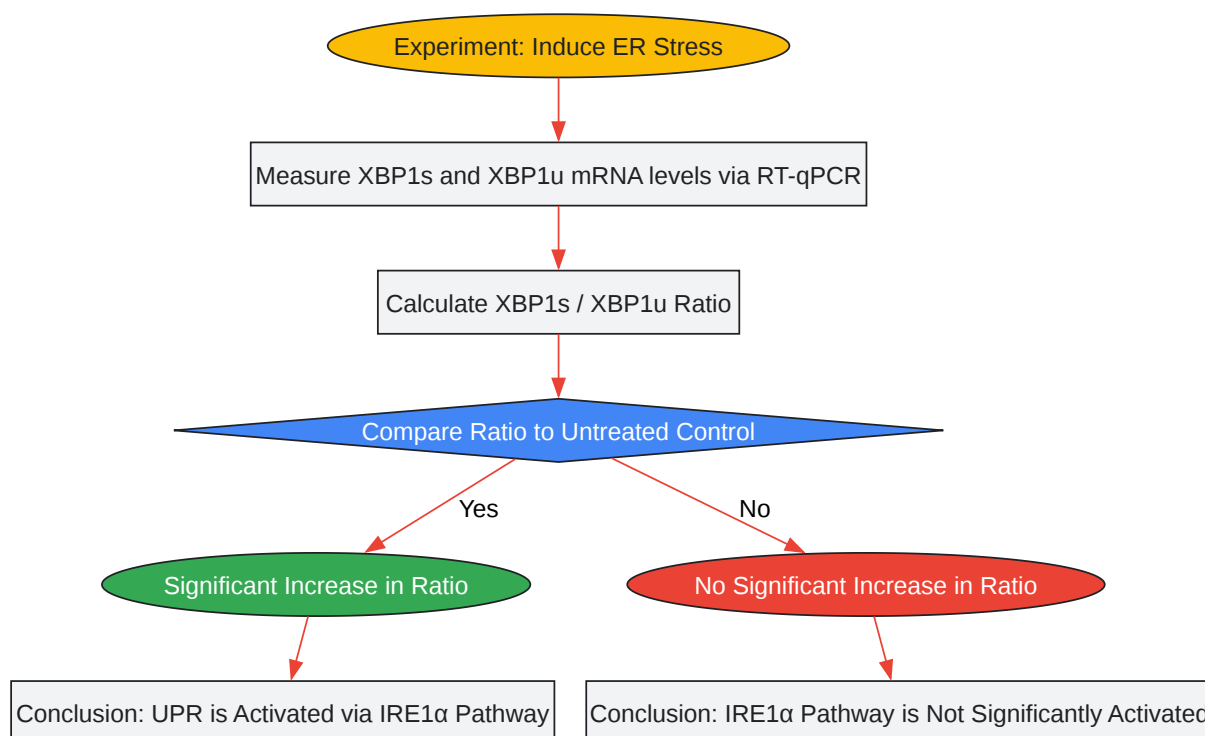 Experiment: Induce ER Stress
Measure XBP1s and XBP1u mRNA levels via RT-qPCR
Calculate XBP1s / XBP1u Ratio
Compare Ratio to Untreated Control
Yes
No
Significant Increase in Ratio
No Significant Increase in Ratio
Conclusion: UPR is Activated via IRE1α Pathway
Conclusion: IRE1α Pathway is Not Significantly Activated